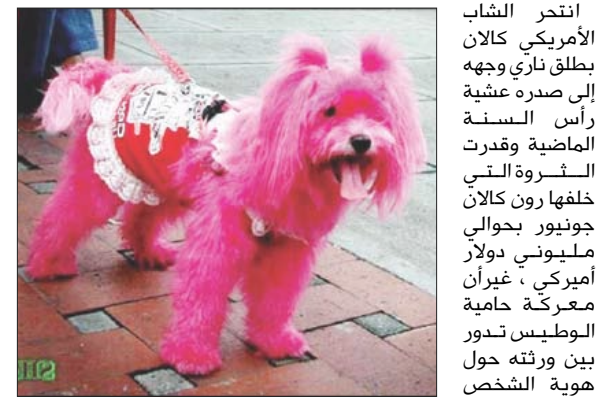 انتحر الشاب
الأمريكي كالان
بطلق ناري وجهه
إلى صدره عشية
رأس السنة
الماضية وقدرت
الثروة التي
خلفها رون كالان
جونيور بحوالي
مليوني دولار
أميركي ، غيرأن
معركة حامية
الوطيس تدور
بين ورثته حول
هوية الشخص